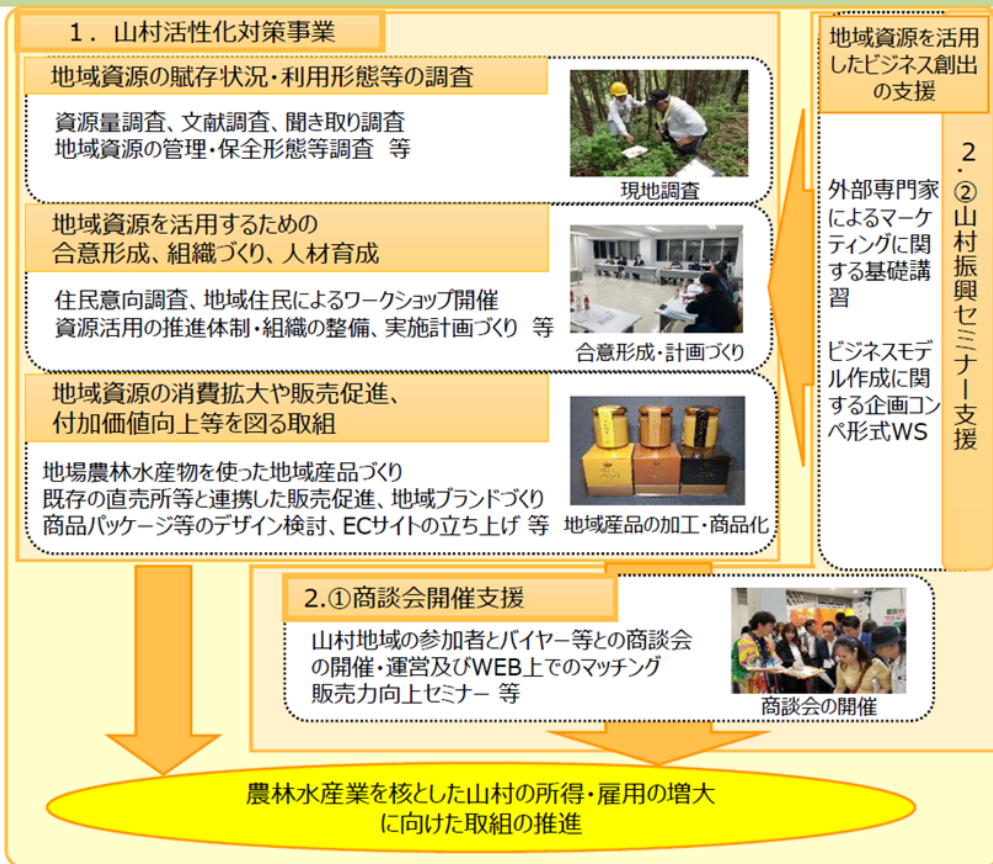 1．山村活性化対策事業
地域資源の賦存状況・利用形態等の調査
資源量調査、文献調査、聞き取り調査
地域資源の管理・保全形態等調査 等
現地調査
地域資源を活用するための
合意形成、組織づくり、人材育成
住民意向調査、地域住民によるワークショップ開催
資源活用の推進体制・組織の整備、実施計画づくり 等
合意形成・計画づくり
地域資源の消費拡大や販売促進、
付加価値向上等を図る取組
地場農林水産物を使った地域産品づくり
既存の直売所等と連携した販売促進、地域ブランドづくり
商品パッケージ等のデザイン検討、ECサイトの立ち上げ 等
地域産品の加工・商品化
地域資源を活用
したビジネス創出
の支援
2．②山村振興セミナー支援
外部専門家
によるマーケ
ティングに関
する基礎講
習
ビジネスモデ
ル作成に関
する企画コン
ペ形式WS
2.①商談会開催支援
山村地域の参加者とバイヤー等との商談会
の開催・運営及びWEB上でのマッチング
販売力向上セミナー 等
商談会の開催
農林水産業を核とした山村の所得・雇用の増大
に向けた取組の推進